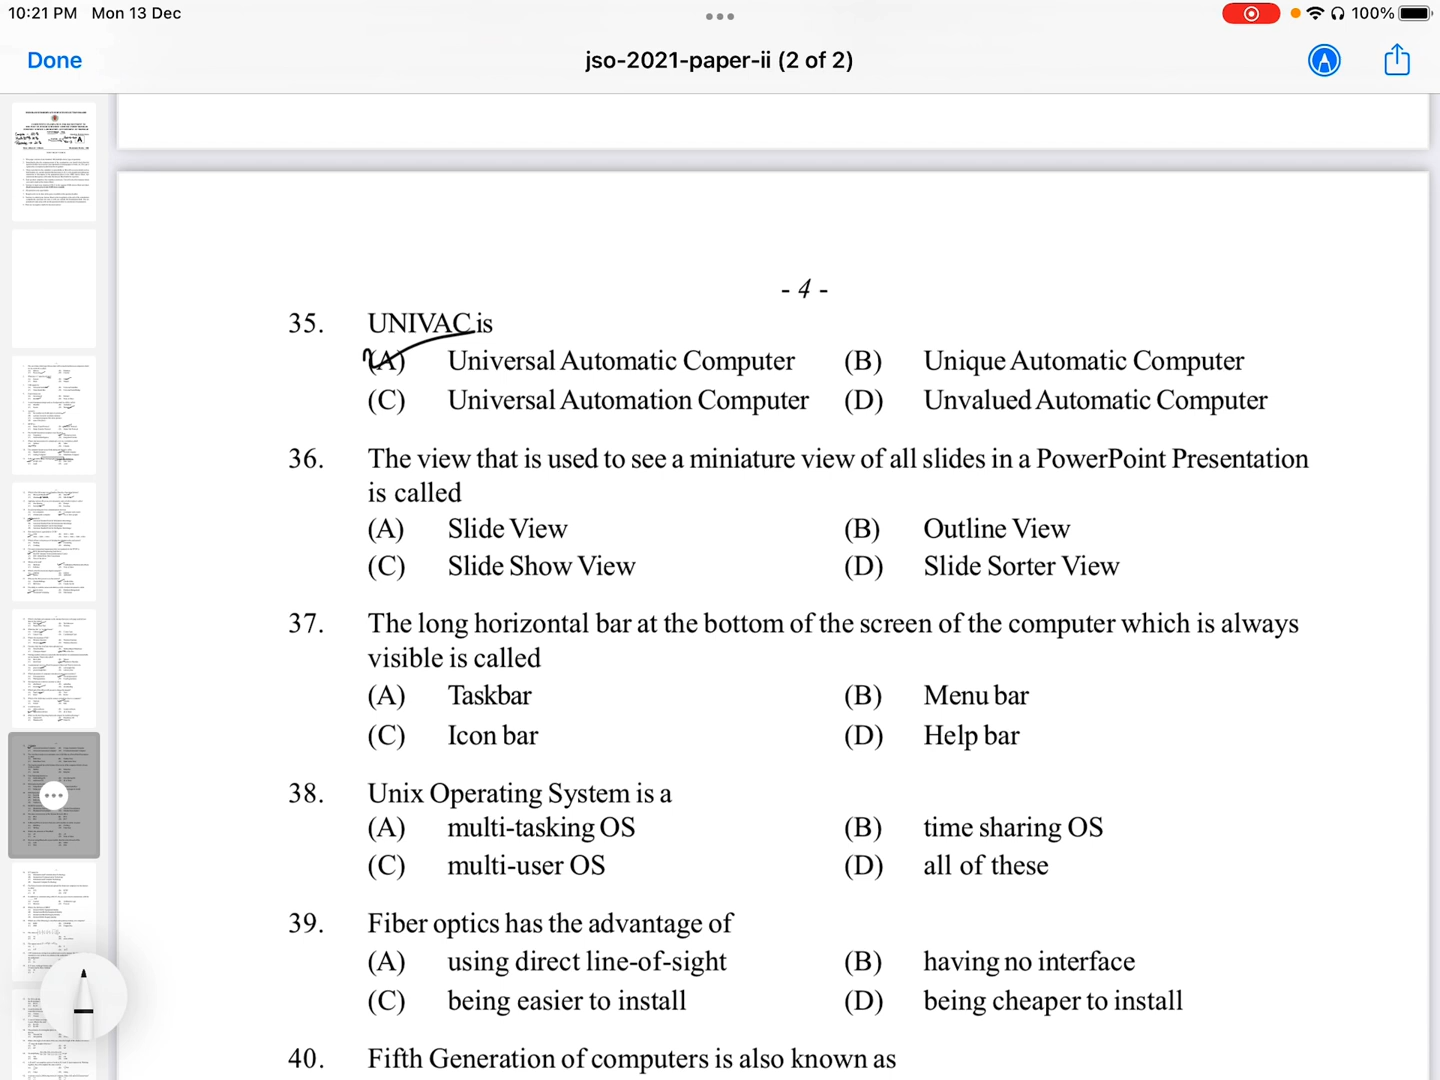 10:21 PM Mon 13 Dec
100%
Done
jso-2021-paper-ii (2 of 2)
- 4 -
35. UNIVAC is
(A) Universal Automatic Computer (B) Unique Automatic Computer
(C) Universal Automation Computer (D) Unvalued Automatic Computer
36. The view that is used to see a miniature view of all slides in a PowerPoint Presentation
is called
(A) Slide View (B) Outline View
(C) Slide Show View (D) Slide Sorter View
37. The long horizontal bar at the bottom of the screen of the computer which is always
visible is called
(A) Taskbar (B) Menu bar
(C) Icon bar (D) Help bar
38. Unix Operating System is a
(A) multi-tasking OS (B) time sharing OS
(C) multi-user OS (D) all of these
39. Fiber optics has the advantage of
(A) using direct line-of-sight (B) having no interface
(C) being easier to install (D) being cheaper to install
40. Fifth Generation of computers is also known as